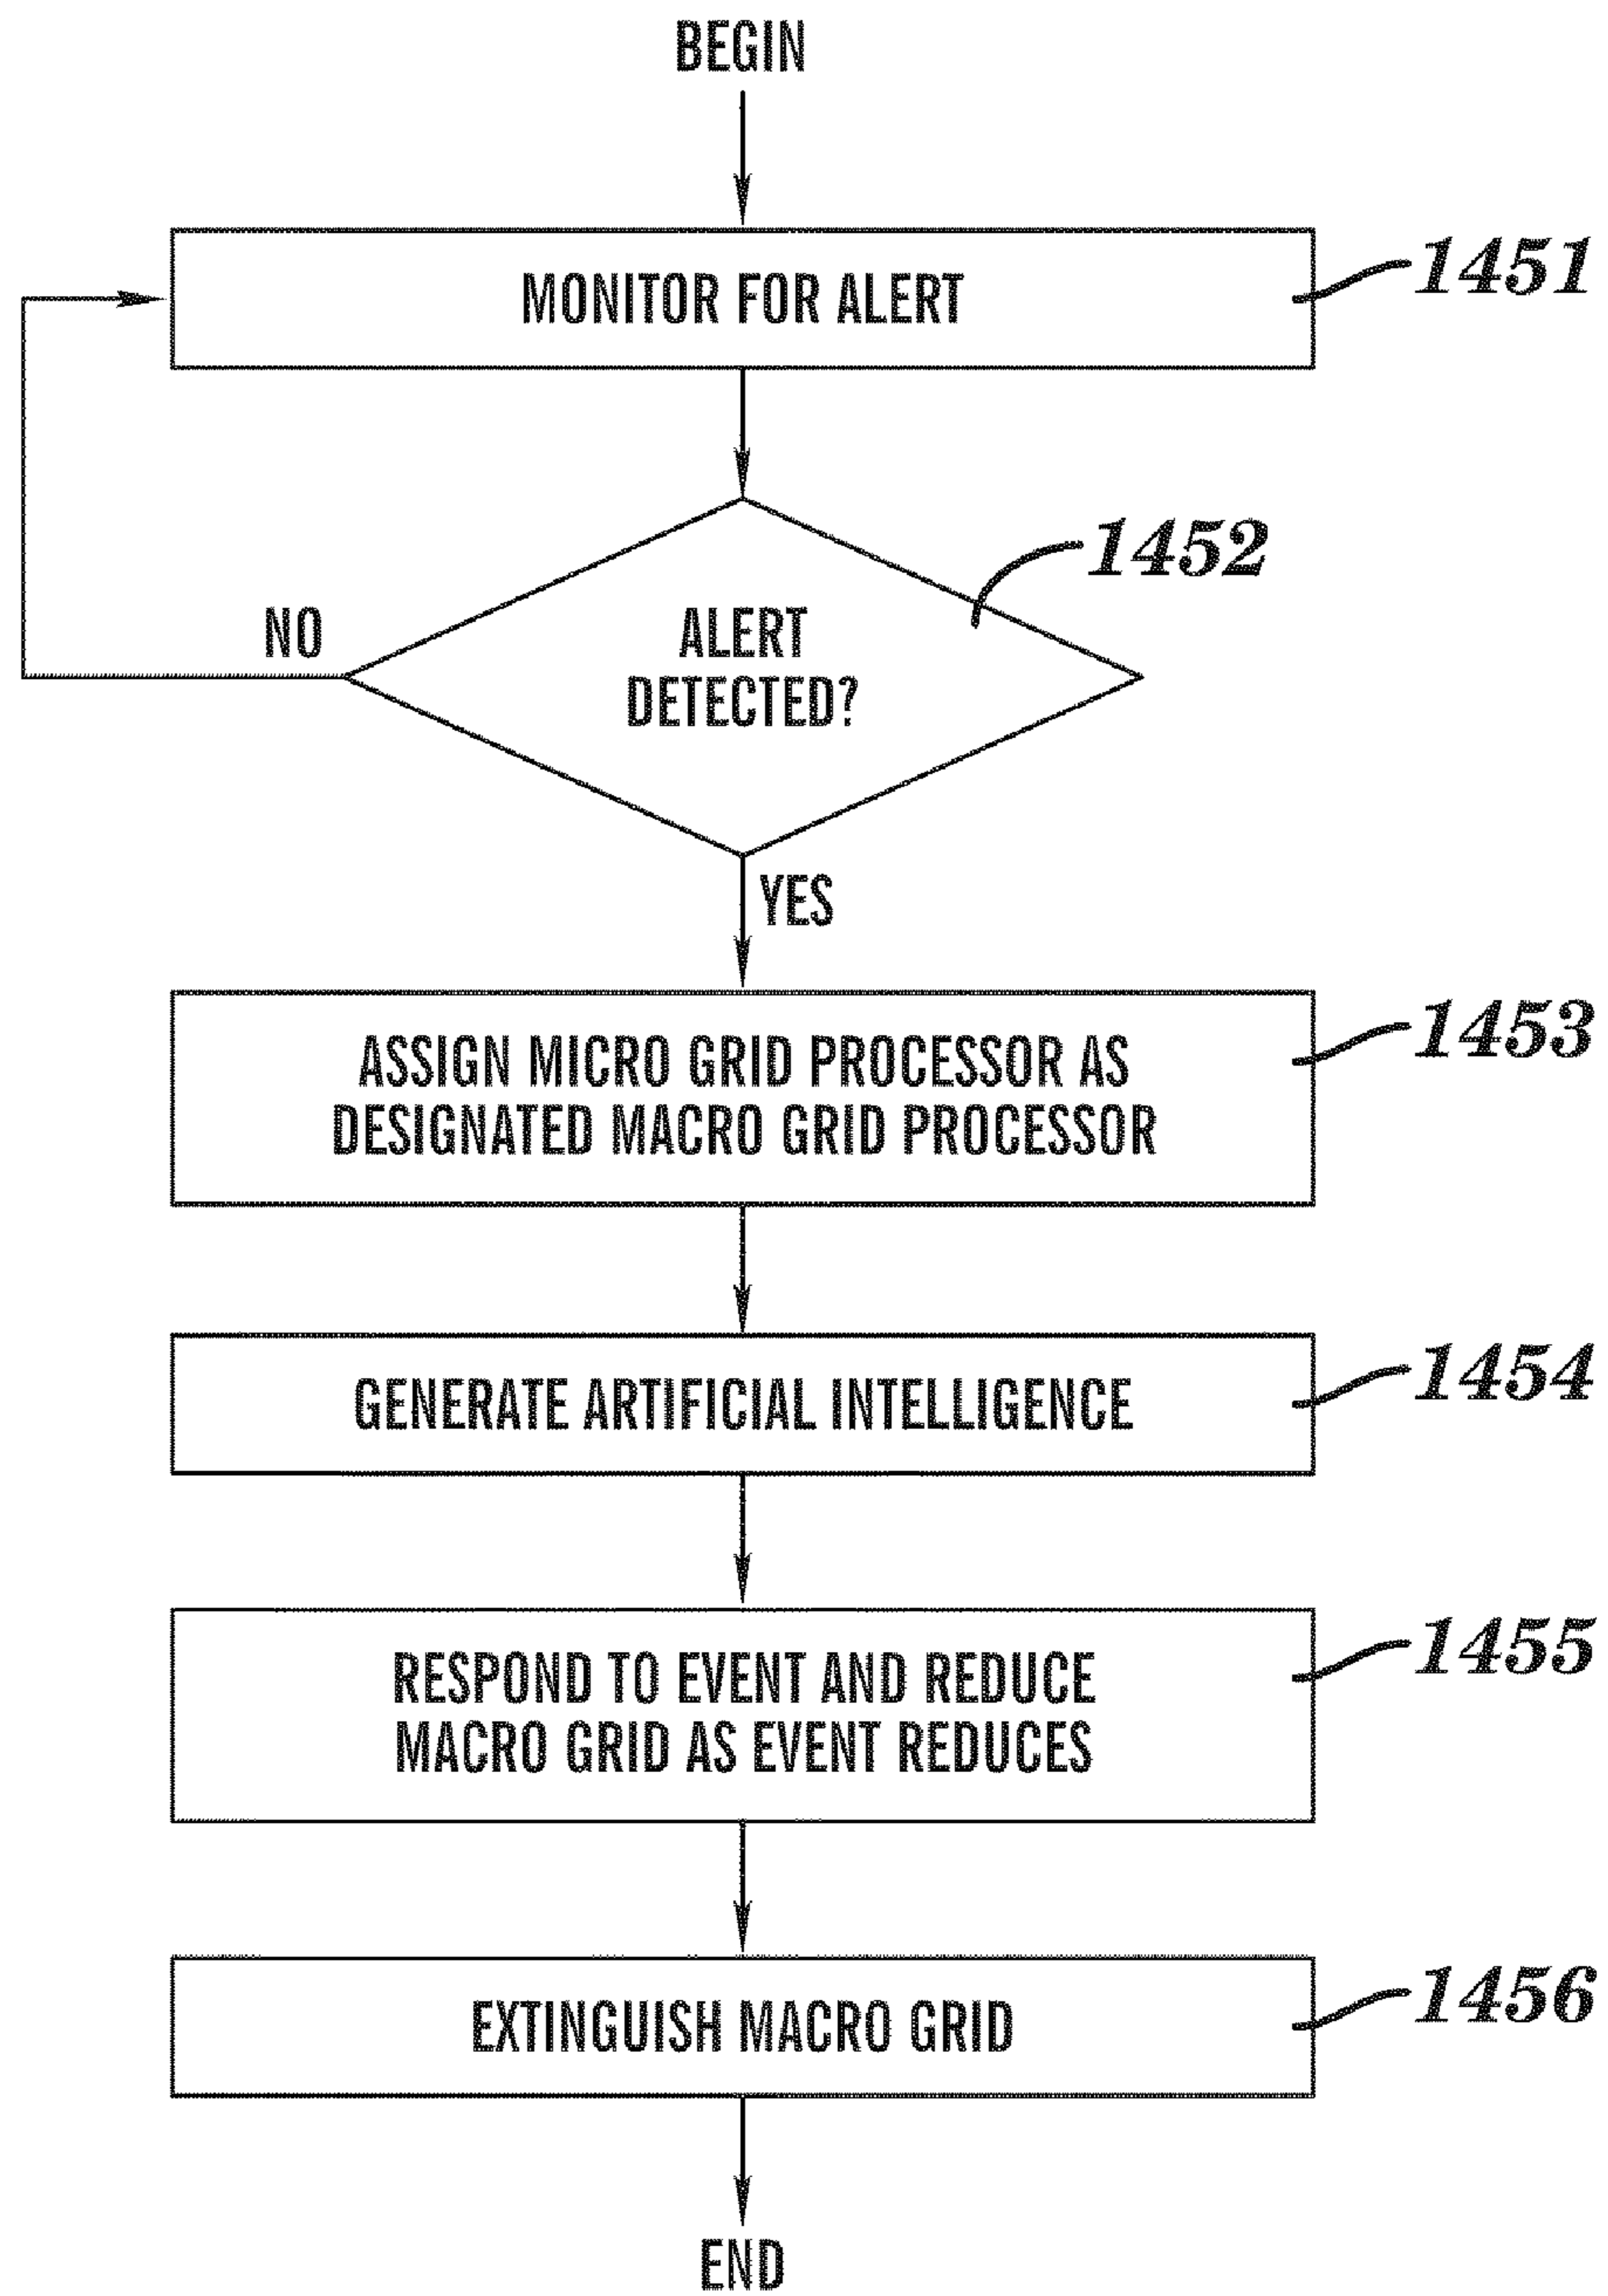 BEGIN
MONITOR FOR ALERT
1451
1452
ALERT
DETECTED?
NO
YES
ASSIGN MICRO GRID PROCESSOR AS
DESIGNATED MACRO GRID PROCESSOR
1453
GENERATE ARTIFICIAL INTELLIGENCE
1454
RESPOND TO EVENT AND REDUCE
MACRO GRID AS EVENT REDUCES
1455
EXTINGUISH MACRO GRID
1456
END